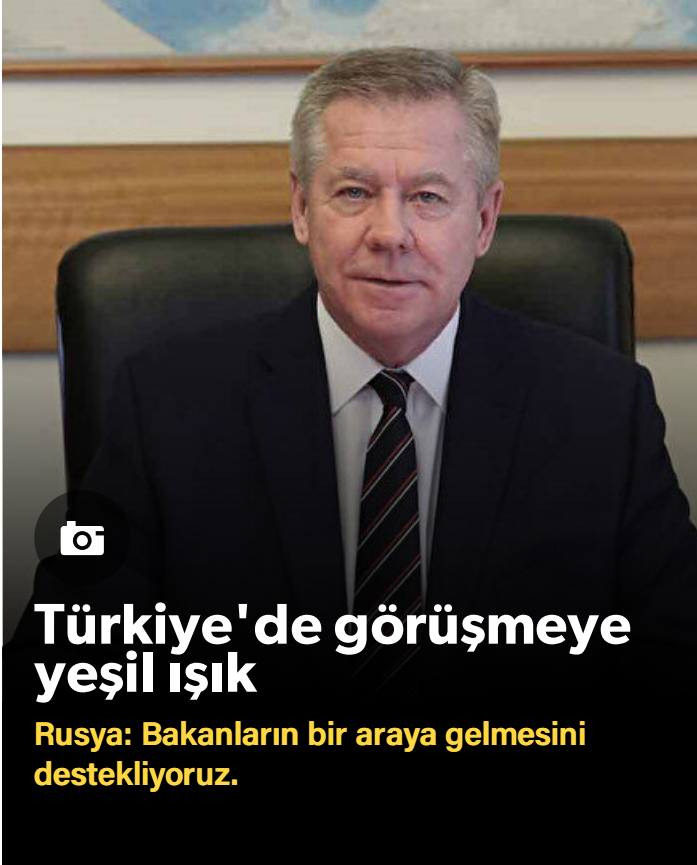 Türkiye'de görüşmeye
yeşil ışık
Rusya: Bakanların bir araya gelmesini
destekliyoruz.